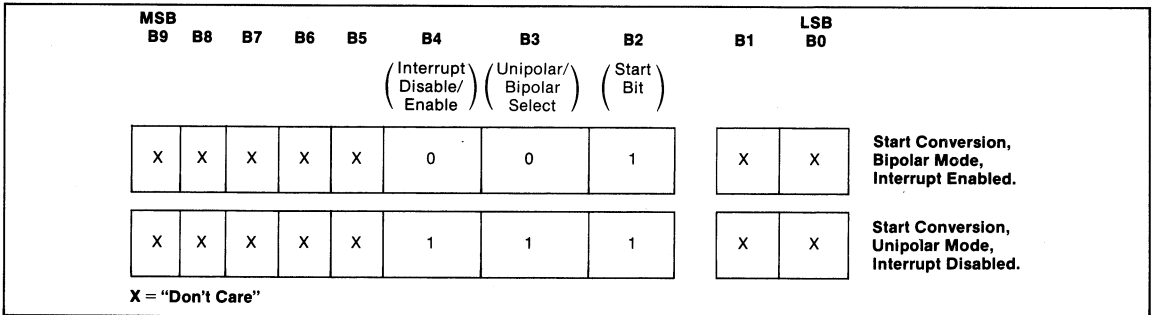 MSB LSB
B9 B8 B7 B6 B5 B4 B3 B2 B1 B0
(Interrupt Disable/ Enable) (Unipolar/ Bipolar Select) (Start Bit)
X X X X X 0 0 1 X X
Start Conversion,
Bipolar Mode,
Interrupt Enabled.
X X X X X 1 1 1 X X
Start Conversion,
Unipolar Mode,
Interrupt Disabled.
X = "Don't Care"